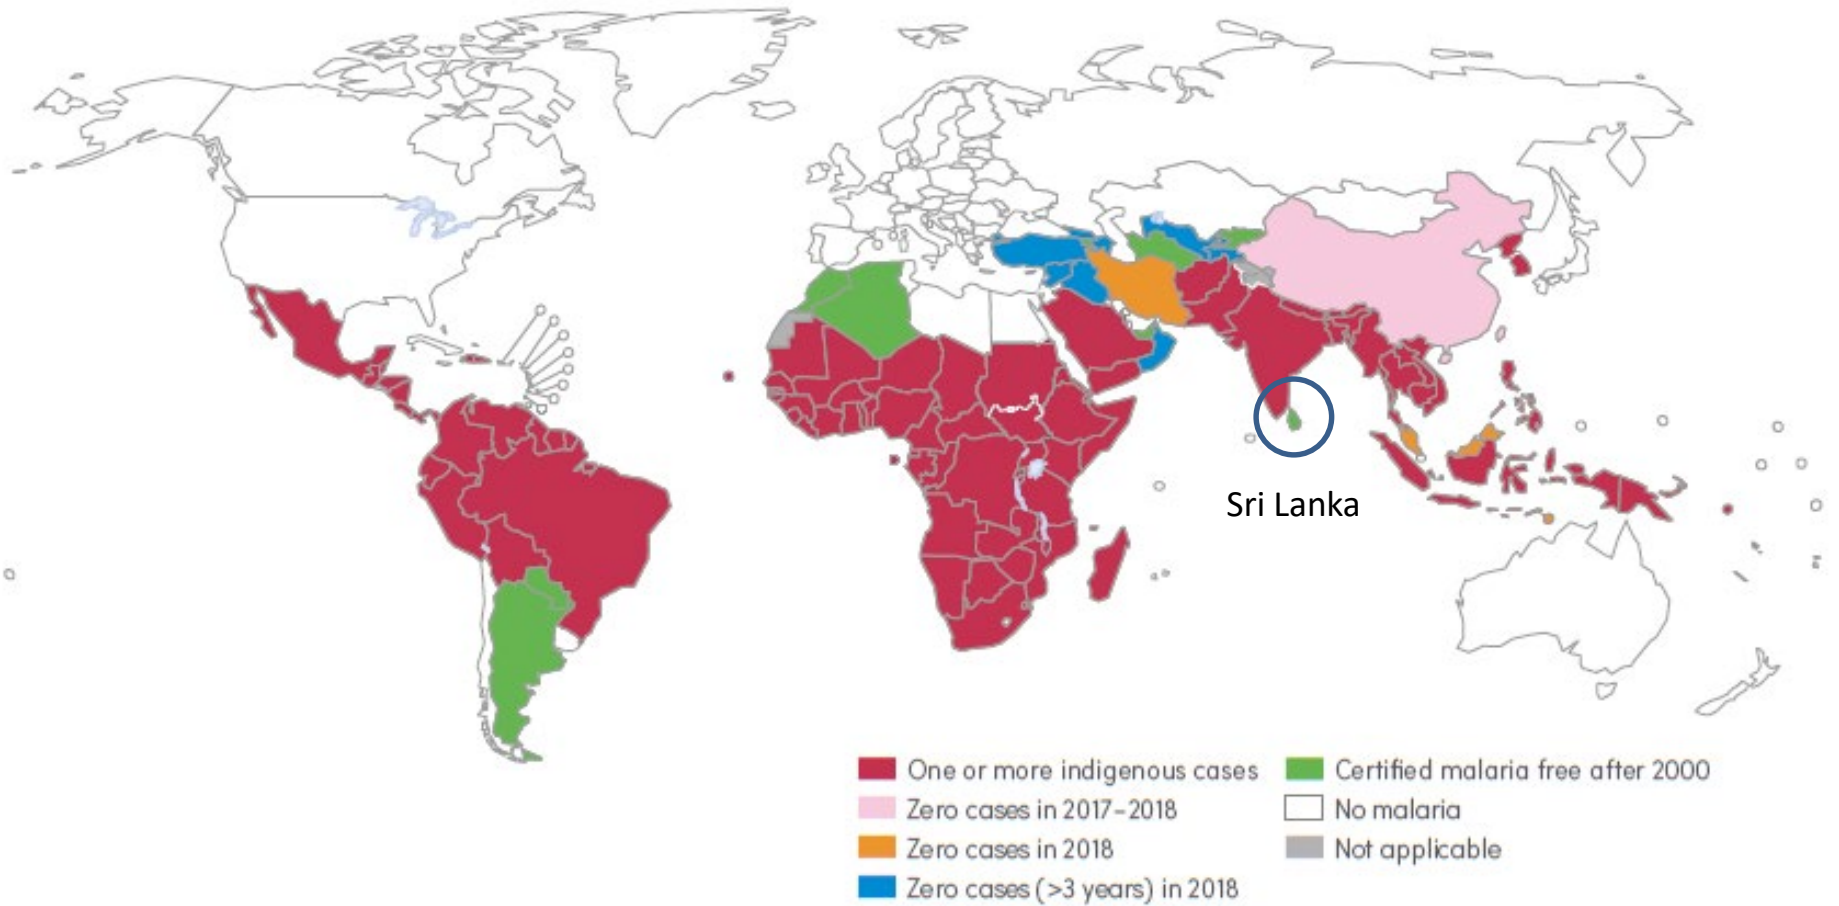 Sri Lanka
One or more indigenous cases
Zero cases in 2017–2018
Zero cases in 2018
Zero cases (>3 years) in 2018
Certified malaria free after 2000
No malaria
Not applicable